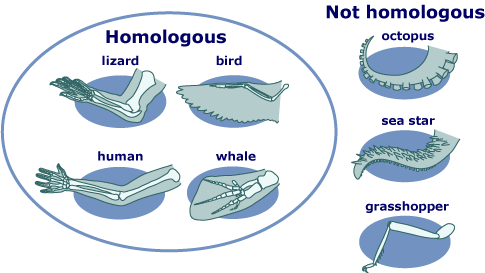 Not homologous
Homologous
octopus
lizard
bird
sea star
human
whale
grasshopper